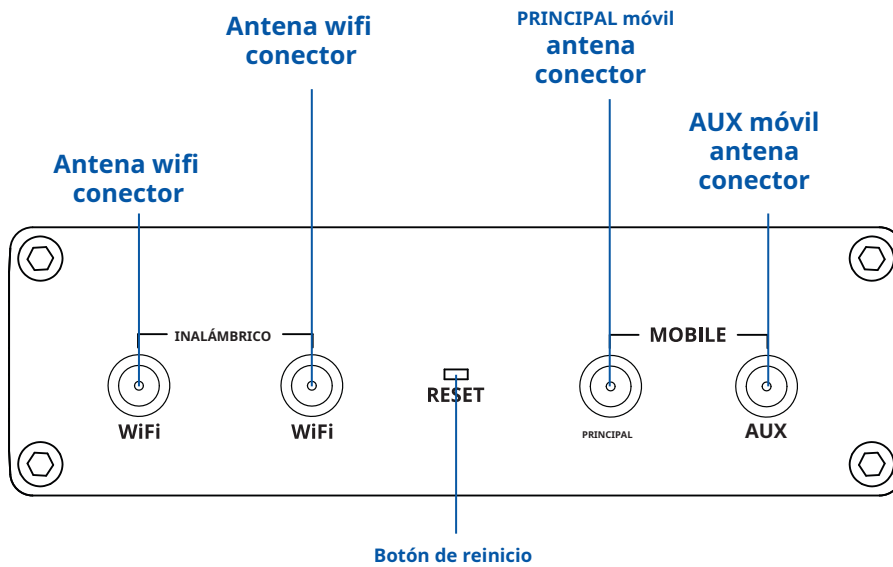 Antena wifi
conector
PRINCIPAL móvil
antena
conector
AUX móvil
antena
conector
Antena wifi
conector
INALÁMBRICO
MOBILE
RESET
WiFi
WiFi
PRINCIPAL
AUX
Botón de reinicio